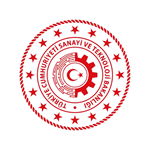 TÜRKİYE CUMHURİYETİ SANAYİ VE TEKNOLOJİ BAKANLIĞI